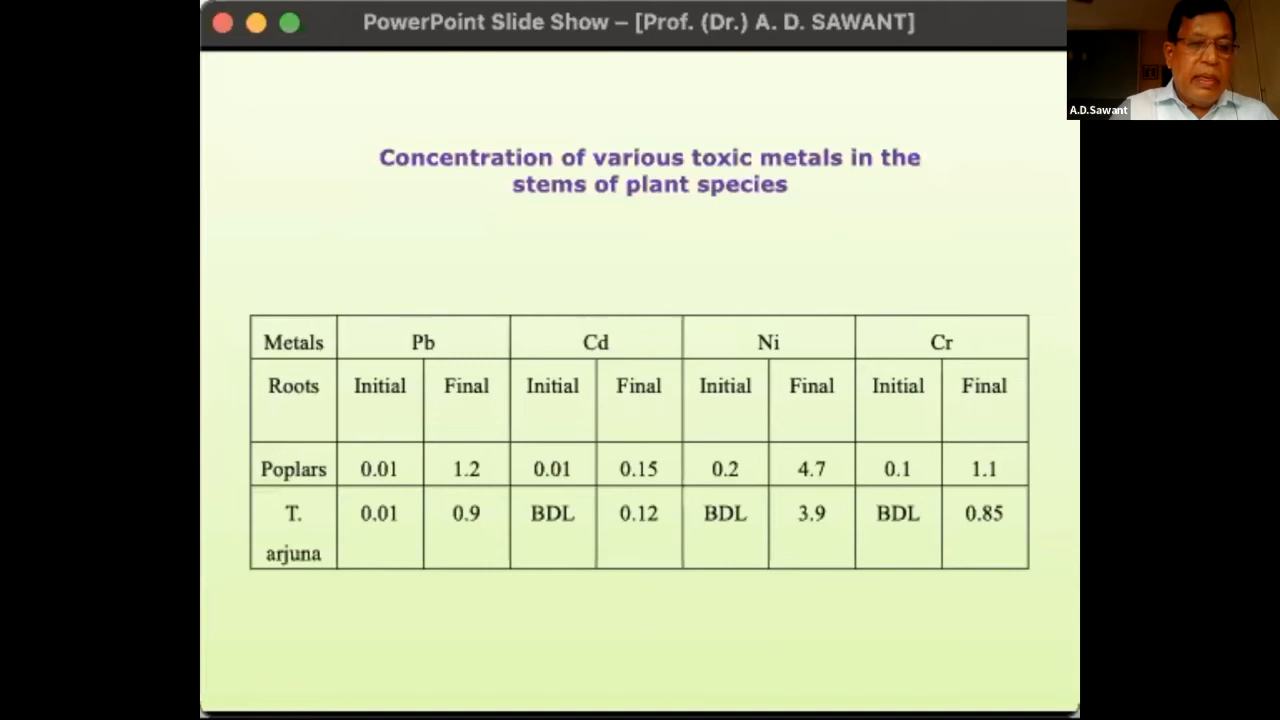 PowerPoint Slide Show – [Prof. (Dr.) A. D. SAWANT]
A.D.Sawant
Concentration of various toxic metals in the
stems of plant species
Metals Pb Cd Ni Cr
Roots Initial Final Initial Final Initial Final Initial Final
Poplars 0.01 1.2 0.01 0.15 0.2 4.7 0.1 1.1
T. 0.01 0.9 BDL 0.12 BDL 3.9 BDL 0.85
arjuna